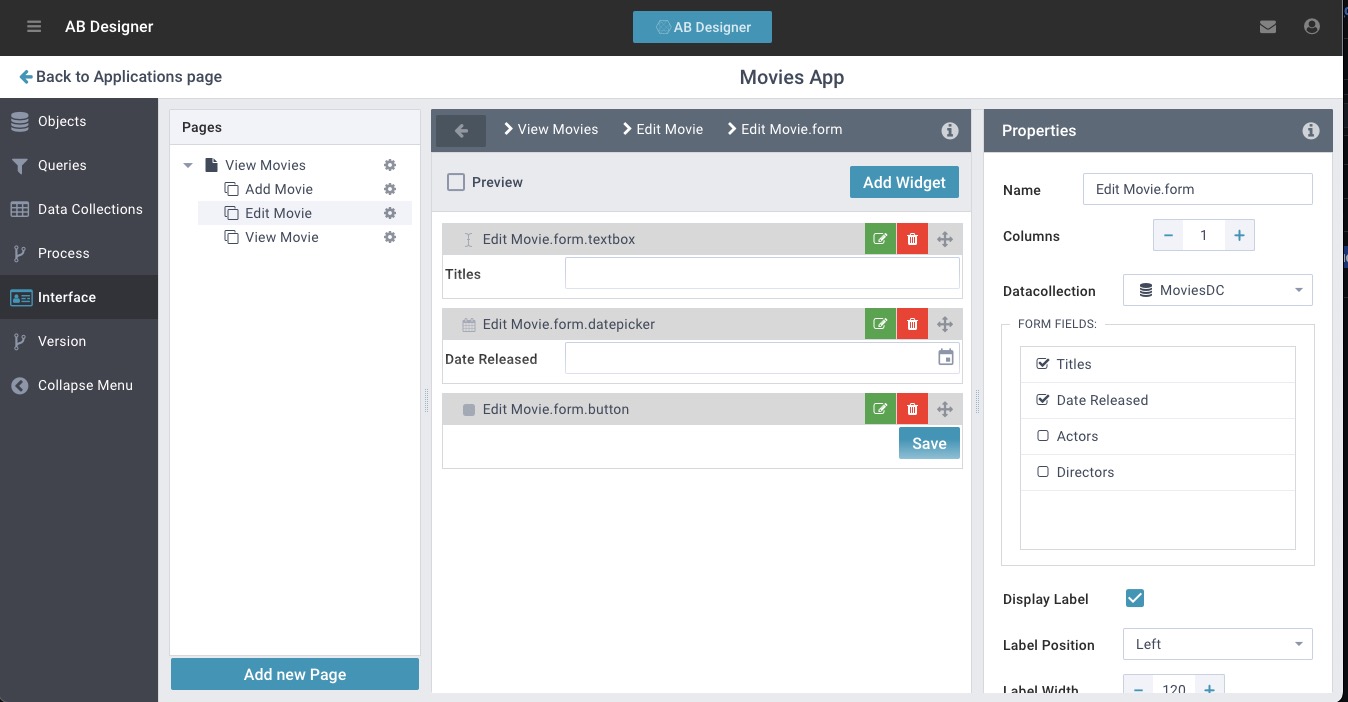 AB Designer
AB Designer
Back to Applications page
Movies App
Objects
Queries
Data Collections
Process
Interface
Version
Collapse Menu
Pages
View Movies
Add Movie
Edit Movie
View Movie
Add new Page
View Movies
Edit Movie
Edit Movie.form
Preview
Add Widget
Edit Movie.form.textbox
Titles
Edit Movie.form.datepicker
Date Released
Edit Movie.form.button
Save
Properties
Name
Edit Movie.form
Columns
1
Datacollection
MoviesDC
FORM FIELDS:
Titles
Date Released
Actors
Directors
Display Label
Label Position
Left
Label Width
120